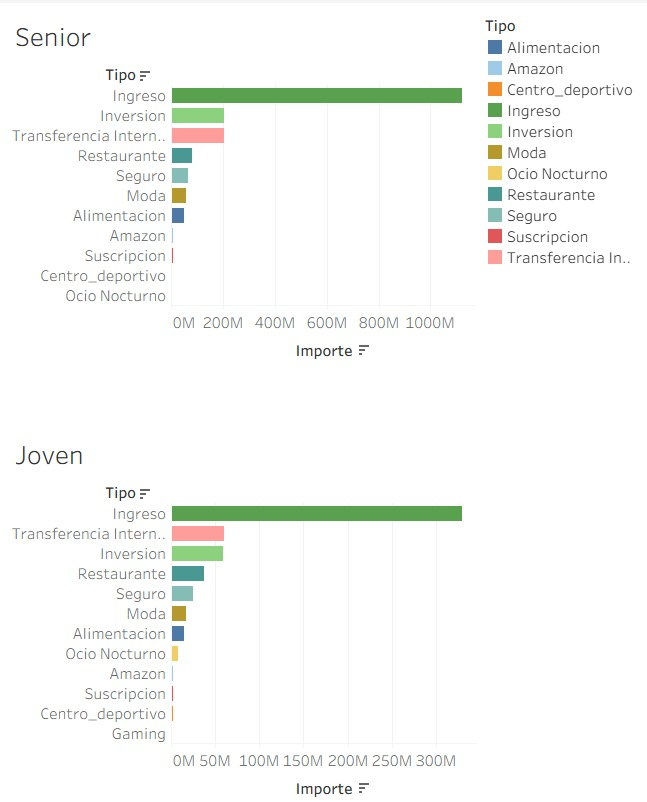 Senior
Tipo
Ingreso
Inversion
Transferencia Intern..
Restaurante
Seguro
Moda
Alimentacion
Amazon
Suscripcion
Centro_deportivo
Ocio Nocturno
0M 200M 400M 600M 800M 1000M
Importe
Tipo
Alimentacion
Amazon
Centro_deportivo
Ingreso
Inversion
Moda
Ocio Nocturno
Restaurante
Seguro
Suscripcion
Transferencia In..
Joven
Tipo
Ingreso
Transferencia Intern..
Inversion
Restaurante
Seguro
Moda
Alimentacion
Ocio Nocturno
Amazon
Suscripcion
Centro_deportivo
Gaming
0M 50M 100M 150M 200M 250M 300M
Importe